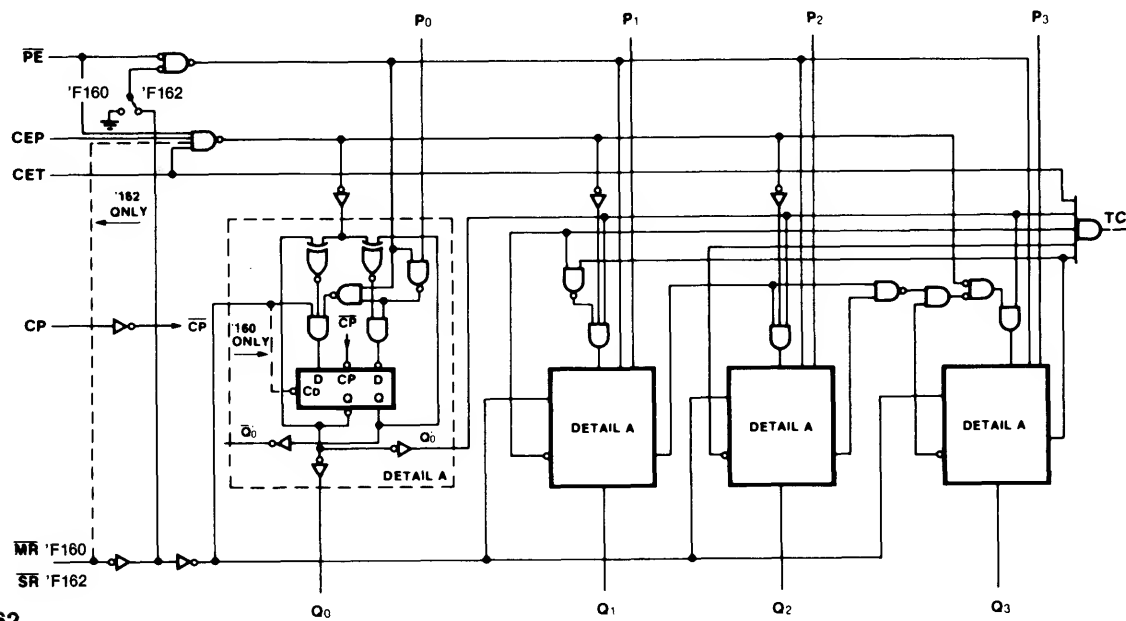 P0
P1
P2
P3
PE
'F160
'F162
CEP
CET
'162
ONLY
TC
CP
CP
CP
'160
ONLY
D
CP
D
CD
Q
Q
Q0
Q0
DETAIL A
DETAIL A
DETAIL A
DETAIL A
MR 'F160
SR 'F162
Q0
Q1
Q2
Q3